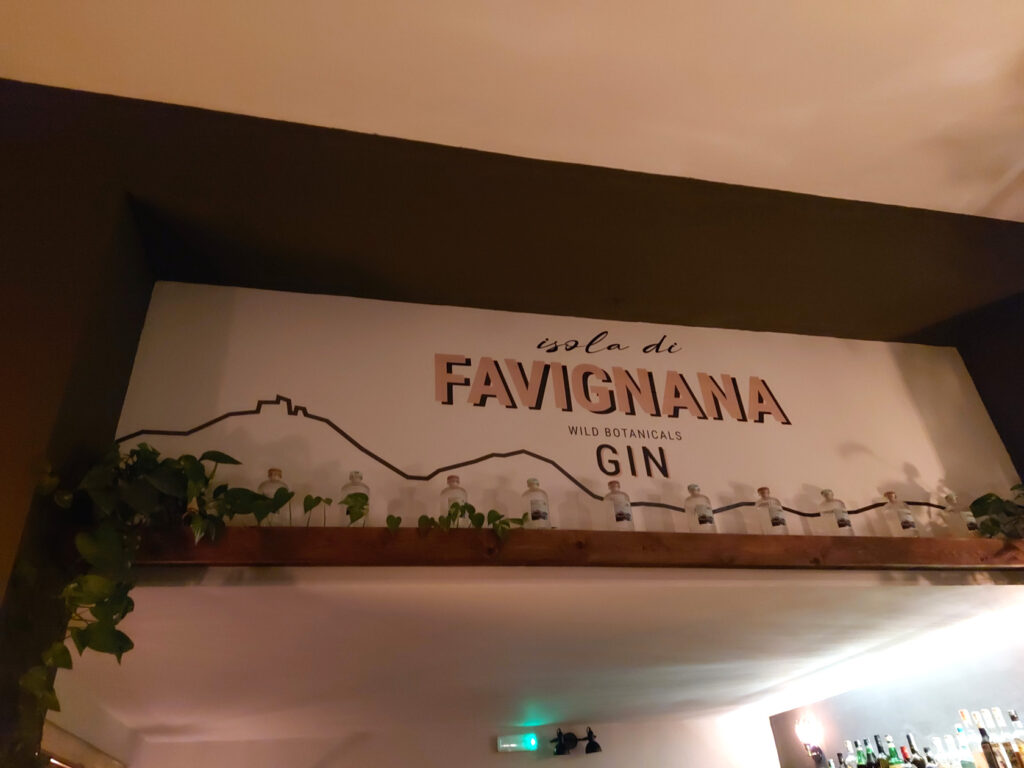 isola di
FAVIGNANA
WILD BOTANICALS
GIN